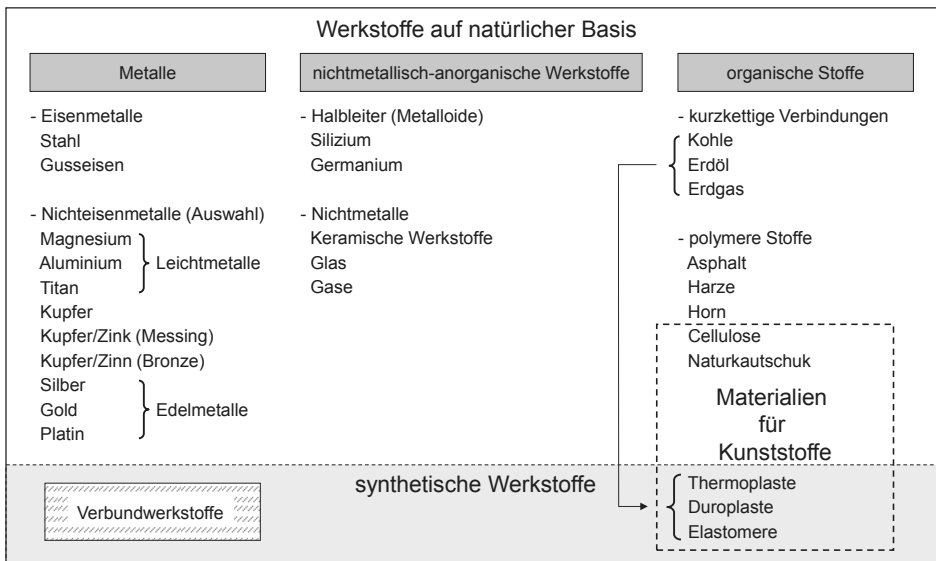 Werkstoffe auf natürlicher Basis
Metalle
- Eisenmetalle
Stahl
Gusseisen
- Nichteisenmetalle (Auswahl)
Magnesium
Aluminium
Titan
Leichtmetalle
Kupfer
Kupfer/Zink (Messing)
Kupfer/Zinn (Bronze)
Silber
Gold
Platin
Edelmetalle
nichtmetallisch-anorganische Werkstoffe
- Halbleiter (Metalloide)
Silizium
Germanium
- Nichtmetalle
Keramische Werkstoffe
Glas
Gase
organische Stoffe
- kurzkettige Verbindungen
Kohle
Erdöl
Erdgas
- polymere Stoffe
Asphalt
Harze
Horn
Cellulose
Naturkautschuk
Materialien
für
Kunststoffe
synthetische Werkstoffe
Verbundwerkstoffe
Thermoplaste
Duroplaste
Elastomere